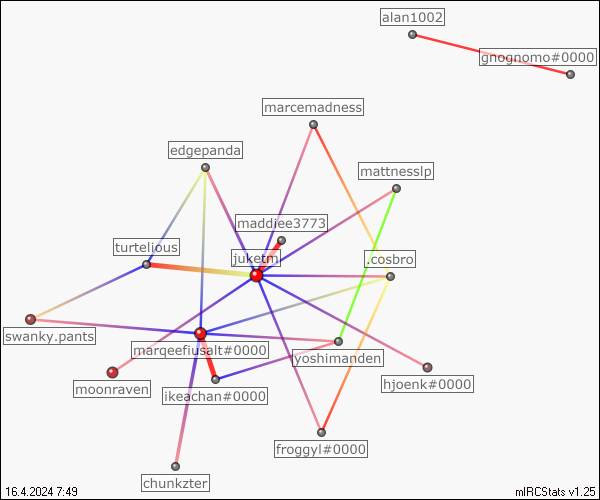 alan1002
gnognomo#0000
marcemadness
edgepanda
mattnesslp
maddiee3773
turtelious
juketm
.cosbro
swanky.pants
marqeefiusalt#0000
yoshimanden
moonraven
ikeachan#0000
hjoenk#0000
froggyl#0000
chunkzter
16.4.2024 7:49
mIRCStats v1.25